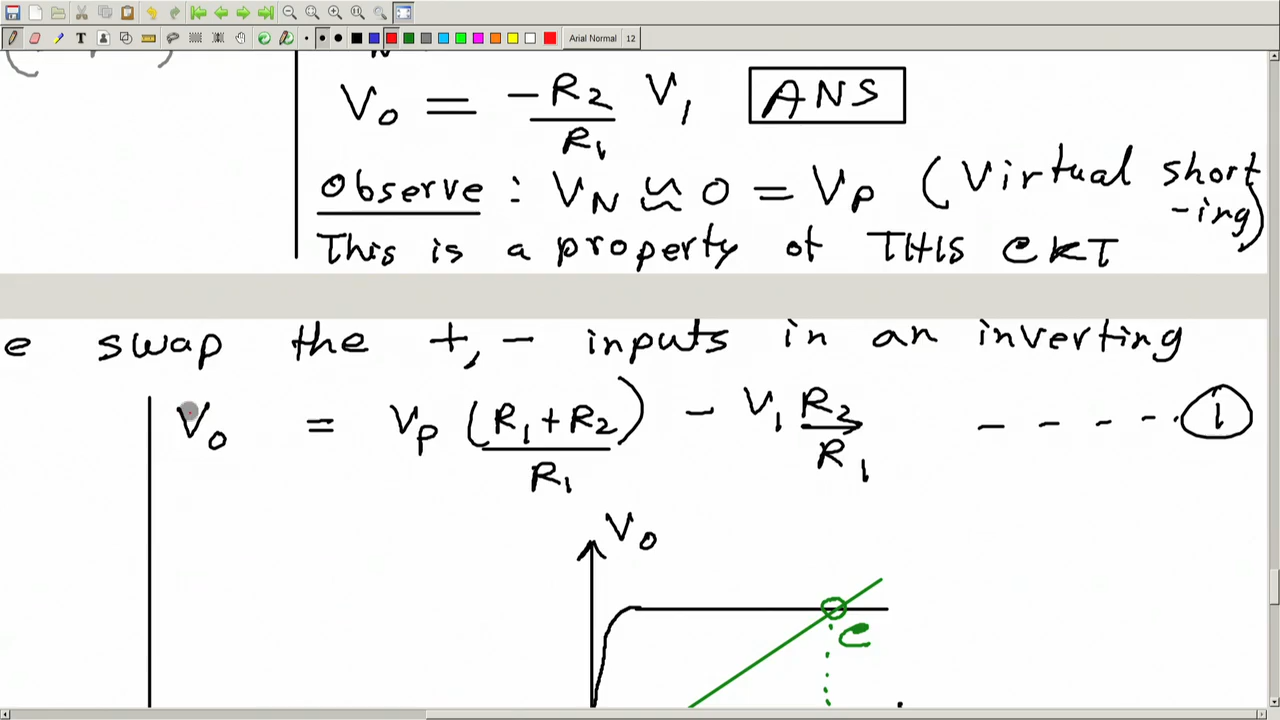 Arial Normal 12
V₀ = -R₂/R₁ V₁ ANS
Observe : V_N ≈ 0 = V_P (Virtual short
-ing)
This is a property of THIS CKT
e swap the +, - inputs in an inverting
V₀ = V_P (R₁+R₂)/R₁ - V₁ R₂/R₁ - - - - ①
V₀
e